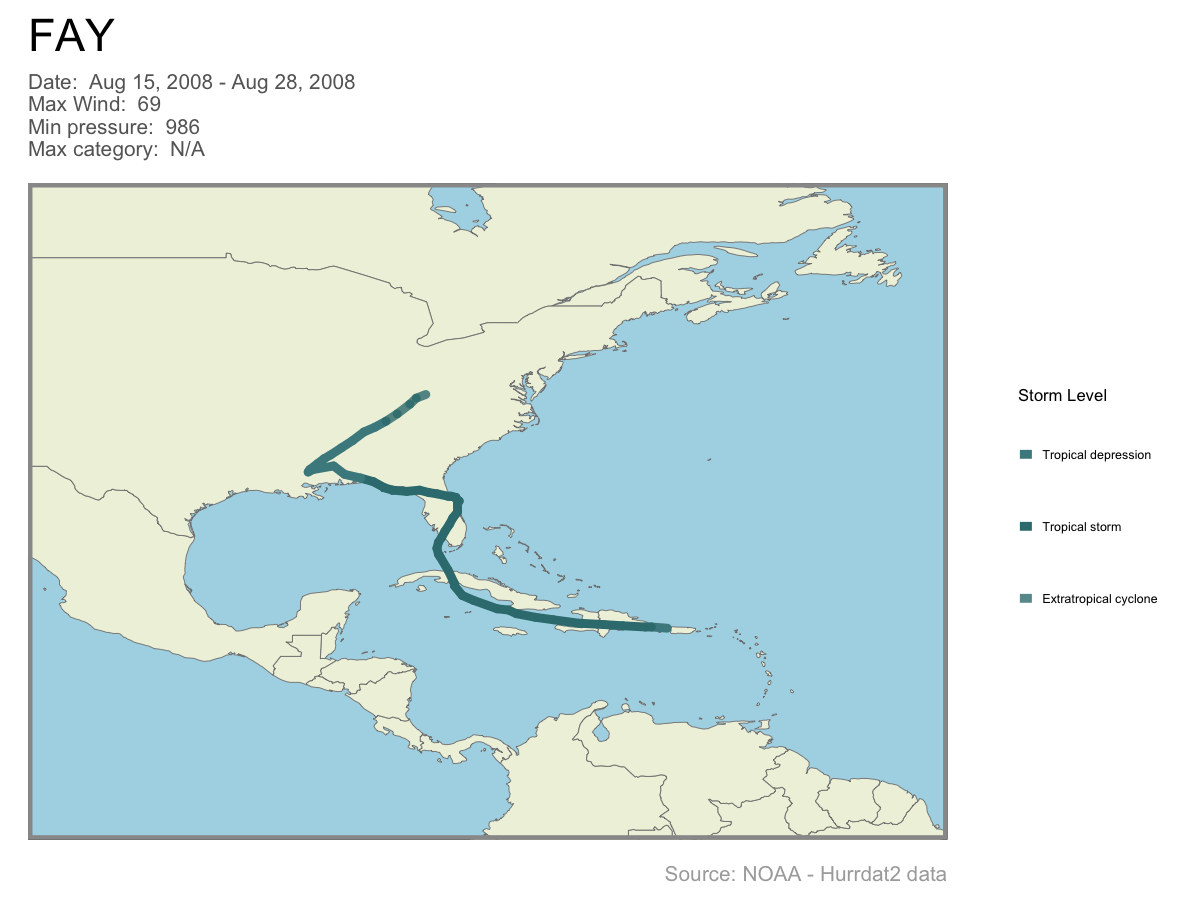 FAY
Date:  Aug 15, 2008 - Aug 28, 2008
Max Wind:  69
Min pressure:  986
Max category:  N/A
Storm Level
Tropical depression
Tropical storm
Extratropical cyclone
Source: NOAA - Hurrdat2 data